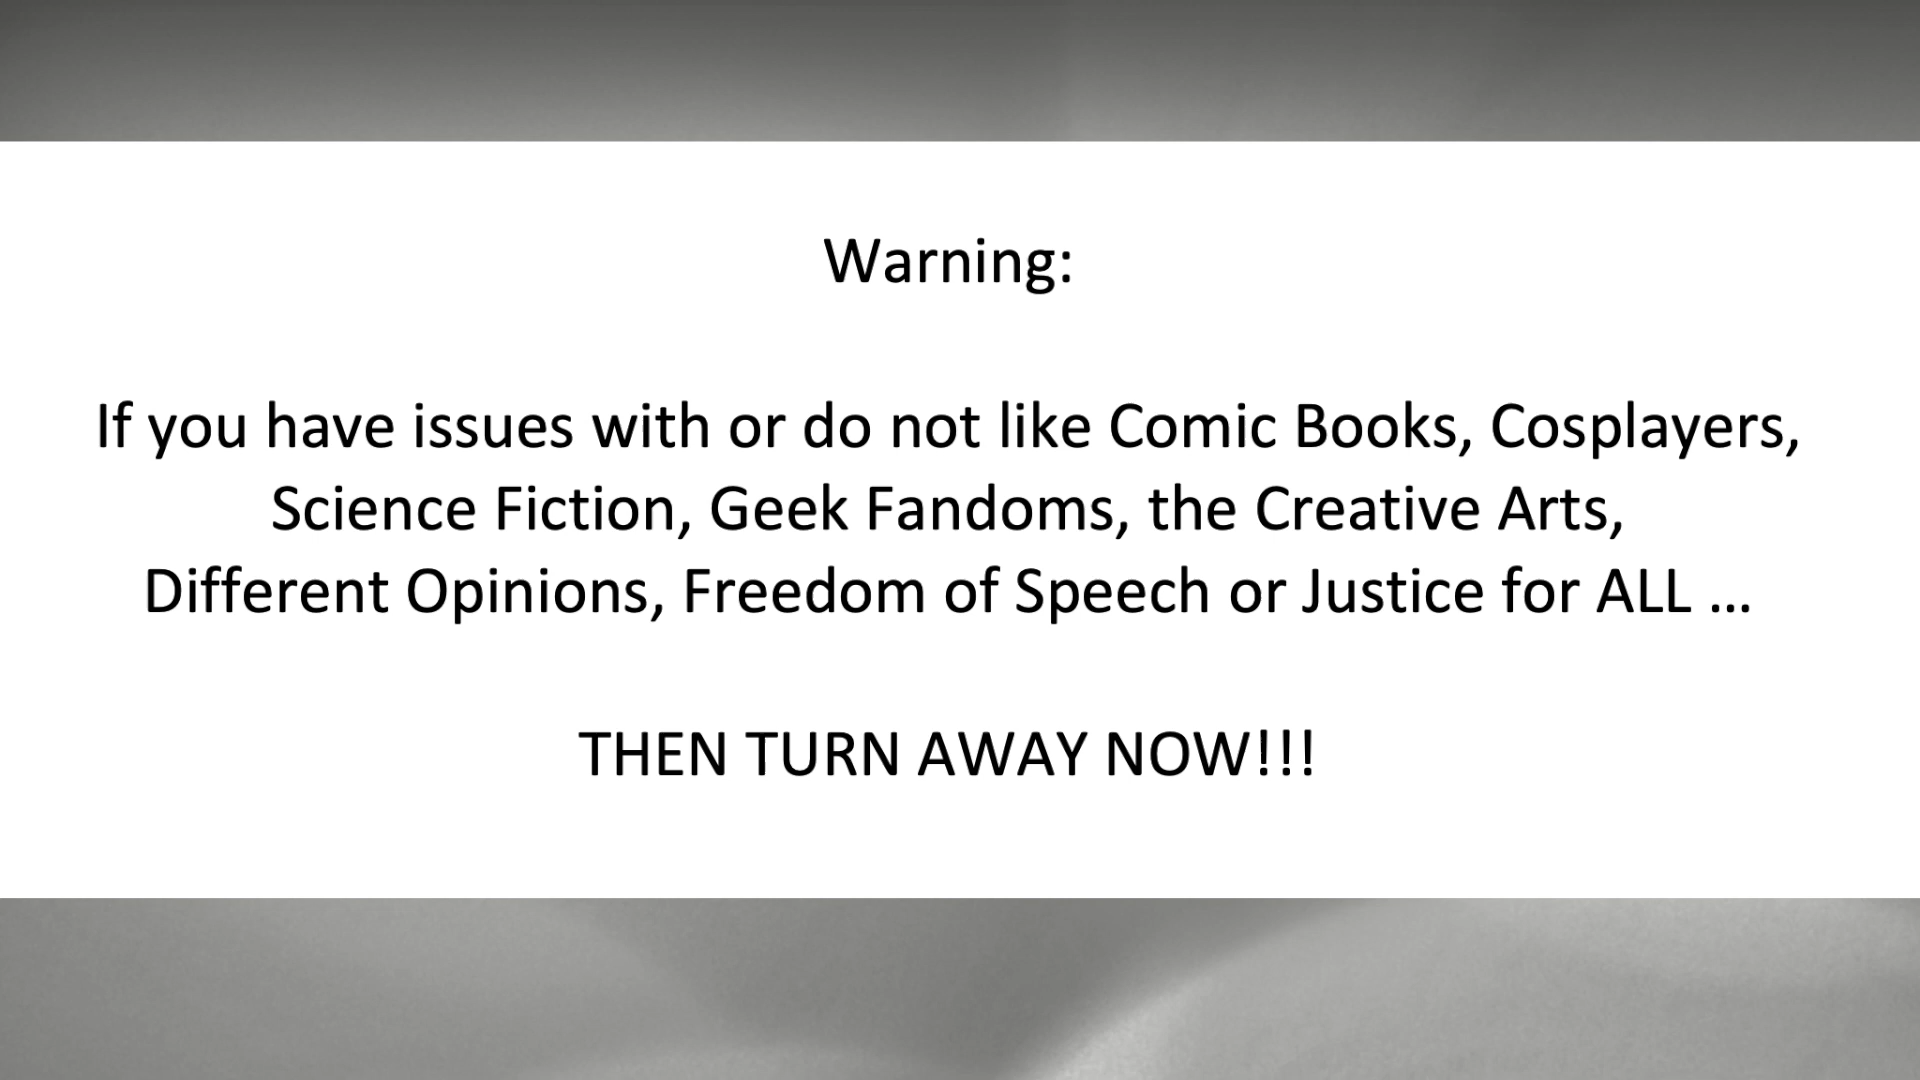 Warning:
If you have issues with or do not like Comic Books, Cosplayers,
Science Fiction, Geek Fandoms, the Creative Arts,
Different Opinions, Freedom of Speech or Justice for ALL ...
THEN TURN AWAY NOW!!!